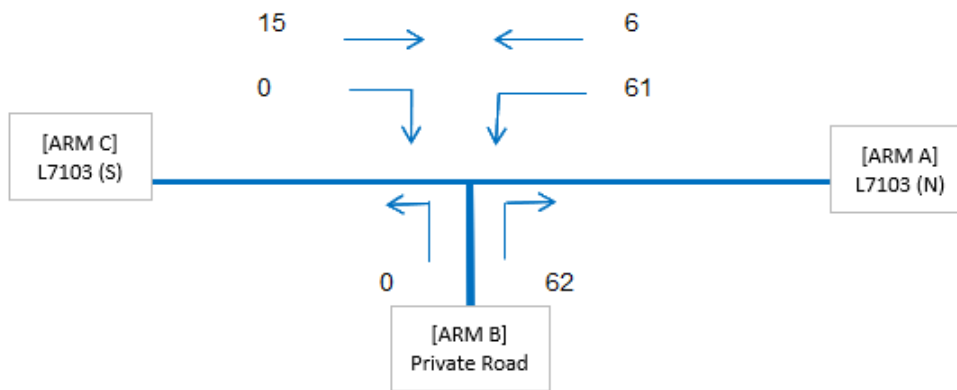 15
6
0
61
[ARM C]
L7103 (S)
[ARM A]
L7103 (N)
0
62
[ARM B]
Private Road